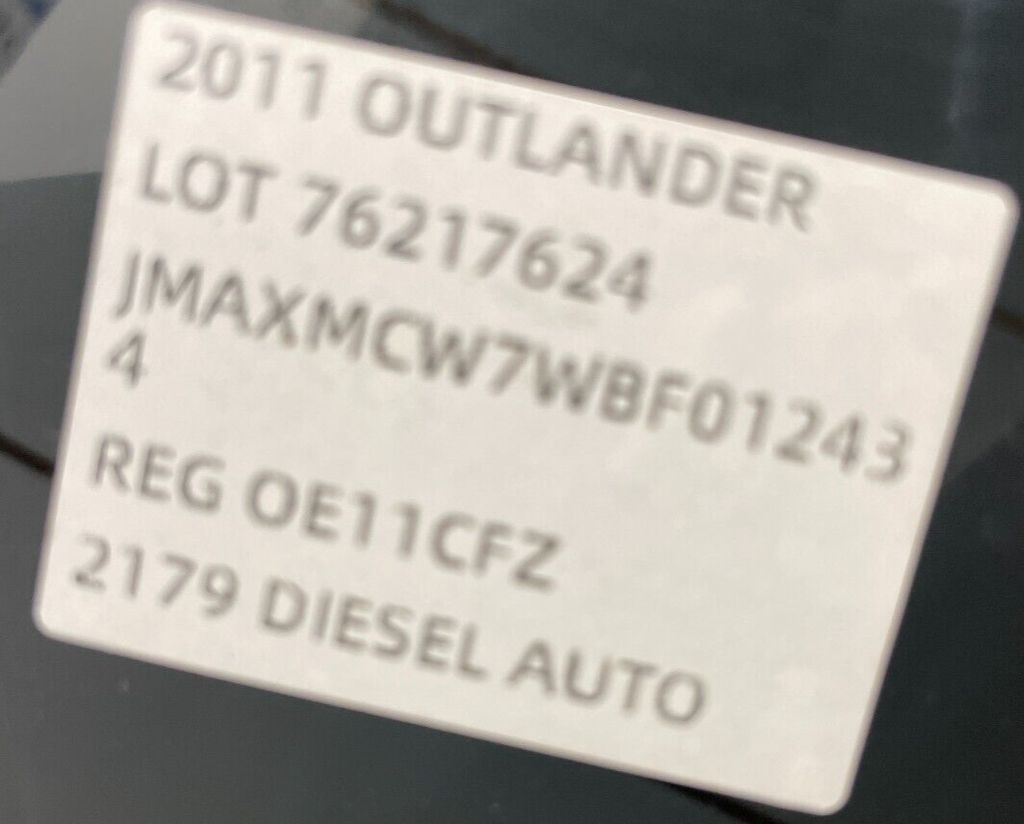 2011 OUTLANDER
LOT 76217624
JMAXMCW7WBF01243
4
REG OE11CFZ
2179 DIESEL AUTO